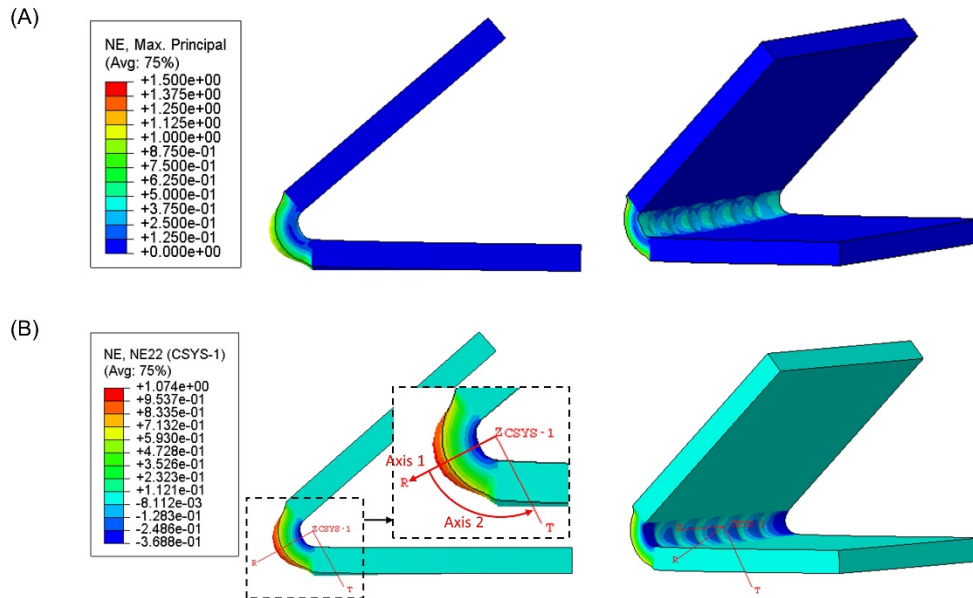 (A)
NE, Max. Principal
(Avg: 75%)
+1.500e+00
+1.375e+00
+1.250e+00
+1.125e+00
+1.000e+00
+8.750e-01
+7.500e-01
+6.250e-01
+5.000e-01
+3.750e-01
+2.500e-01
+1.250e-01
+0.000e+00
(B)
NE, NE22 (CSYS-1)
(Avg: 75%)
+1.074e+00
+9.537e-01
+8.335e-01
+7.132e-01
+5.930e-01
+4.728e-01
+3.526e-01
+2.323e-01
+1.121e-01
-8.112e-03
-1.283e-01
-2.486e-01
-3.688e-01
ZCSYS-1
R
T
ZCSYS-1
Axis 1
R
Axis 2
T
R
T